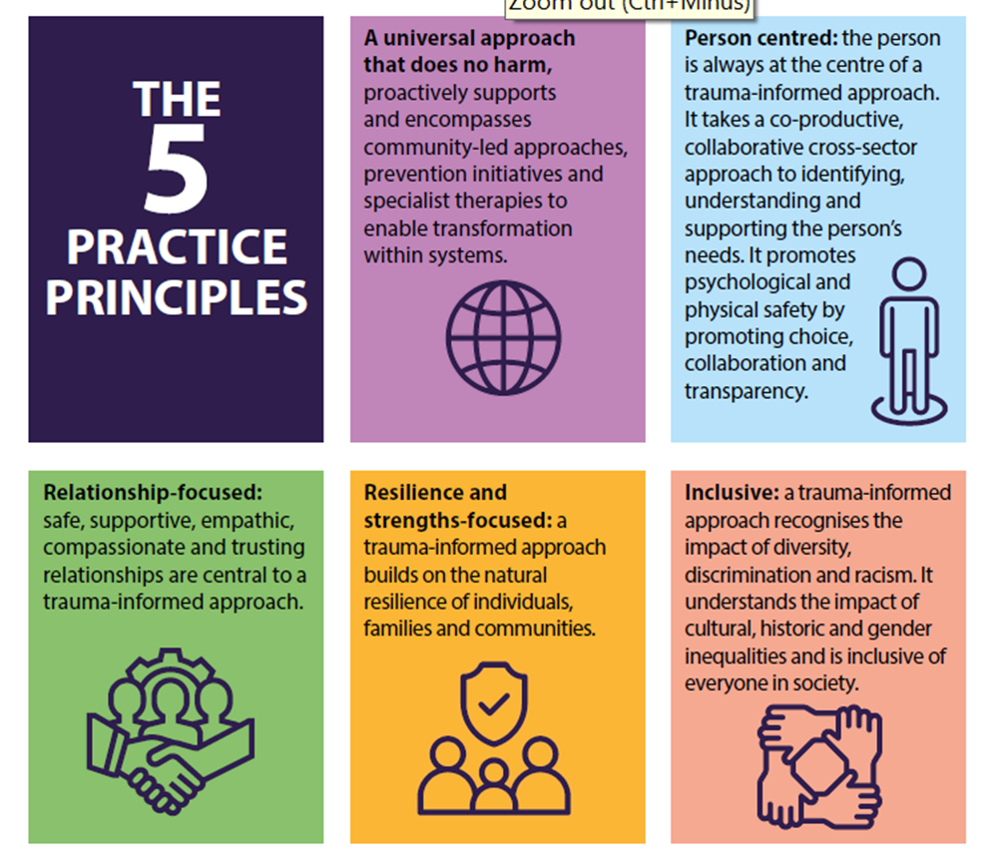 Zoom out (Ctrl+Minus)
THE
5
PRACTICE
PRINCIPLES
A universal approach
that does no harm,
proactively supports
and encompasses
community-led approaches,
prevention initiatives and
specialist therapies to
enable transformation
within systems.
Person centred: the person
is always at the centre of a
trauma-informed approach.
It takes a co-productive,
collaborative cross-sector
approach to identifying,
understanding and
supporting the person’s
needs. It promotes
psychological and
physical safety by
promoting choice,
collaboration and
transparency.
Relationship-focused:
safe, supportive, empathic,
compassionate and trusting
relationships are central to a
trauma-informed approach.
Resilience and
strengths-focused: a
trauma-informed approach
builds on the natural
resilience of individuals,
families and communities.
Inclusive: a trauma-informed
approach recognises the
impact of diversity,
discrimination and racism. It
understands the impact of
cultural, historic and gender
inequalities and is inclusive of
everyone in society.